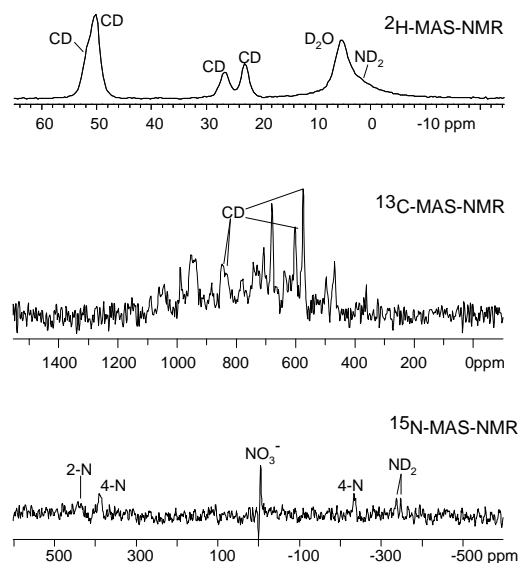 ²H-MAS-NMR
CD CD
CD CD
D₂O
ND₂
60 50 40 30 20 10 0 -10 ppm
¹³C-MAS-NMR
CD
1400 1200 1000 800 600 400 200 0ppm
¹⁵N-MAS-NMR
2-N
4-N
NO₃⁻
4-N
ND₂
500 300 100 -100 -300 -500 ppm